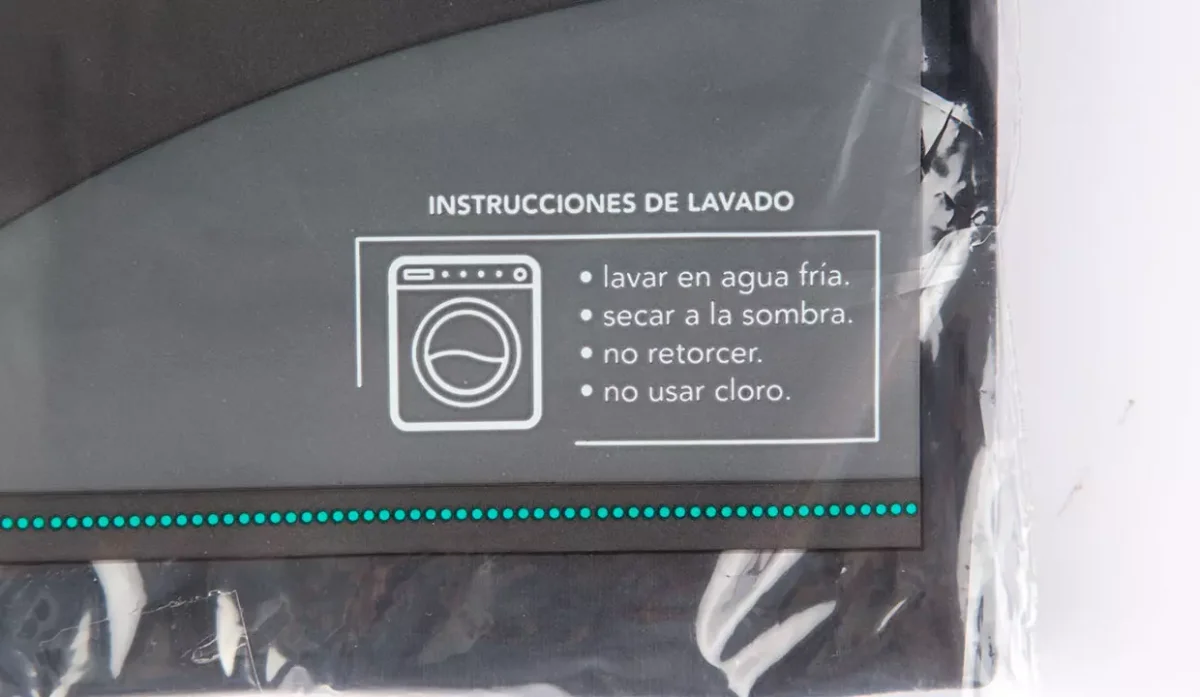 INSTRUCCIONES DE LAVADO
• lavar en agua fría.
• secar a la sombra.
• no retorcer.
• no usar cloro.